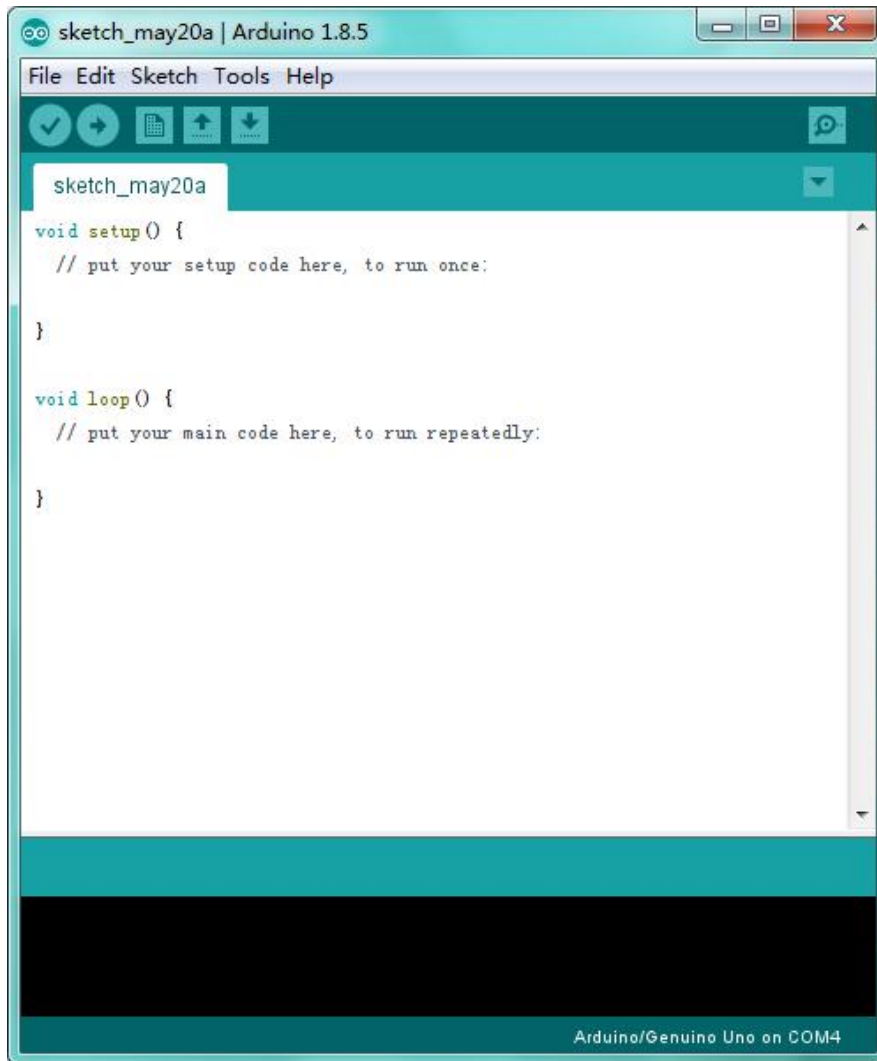 sketch_may20a | Arduino 1.8.5
File Edit Sketch Tools Help
sketch_may20a
void setup() {
// put your setup code here, to run once:
}
void loop() {
// put your main code here, to run repeatedly:
}
Arduino/Genuino Uno on COM4